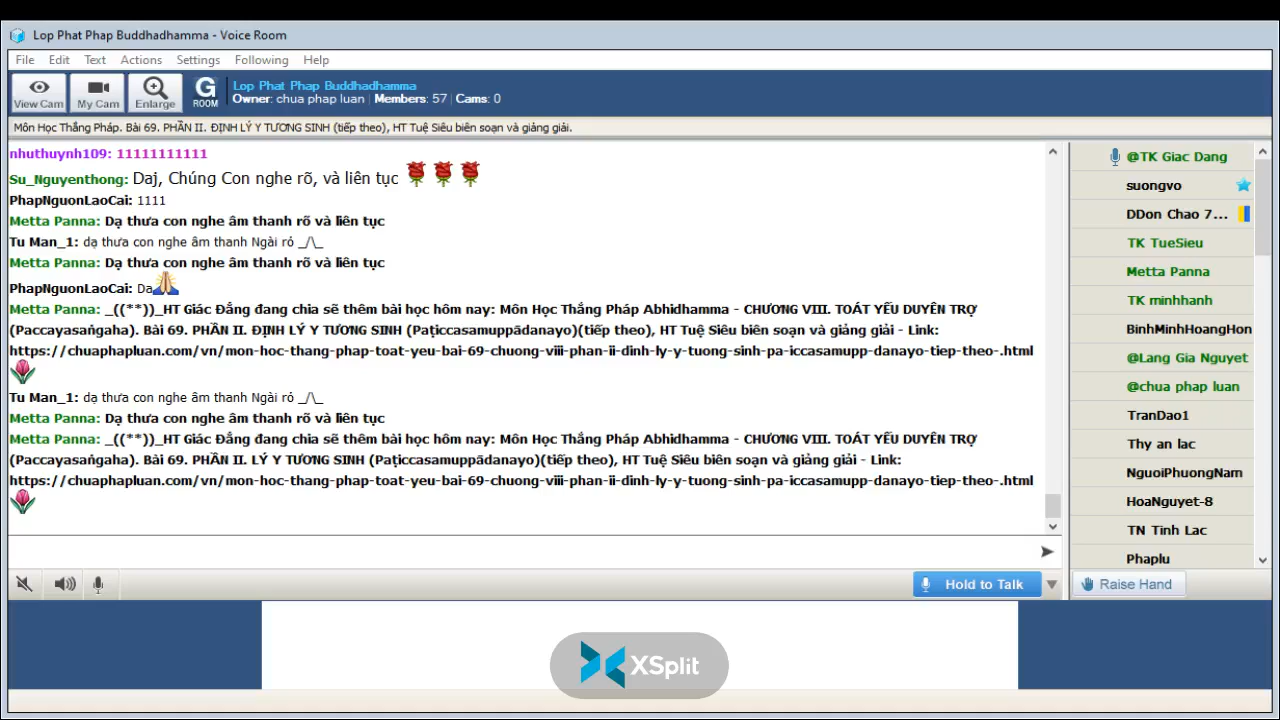 Lop Phat Phap Buddhadhamma - Voice Room
File Edit Text Actions Settings Following Help
View Cam My Cam Enlarge G ROOM
Lop Phat Phap Buddhadhamma
Owner: chua phap luan | Members: 57 | Cams: 0
Môn Học Thắng Pháp. Bài 69. PHẦN II. ĐỊNH LÝ Y TƯƠNG SINH (tiếp theo), HT Tuệ Siêu biên soạn và giảng giải.
nhuthuynh109: 11111111111
Su_Nguyenthong: Daj, Chúng Con nghe rõ, và liên tục
PhapNguonLaoCai: 1111
Metta Panna: Dạ thưa con nghe âm thanh rõ và liên tục
Tu Man_1: dạ thưa con nghe âm thanh Ngài rỏ _/\_
Metta Panna: Dạ thưa con nghe âm thanh rõ và liên tục
PhapNguonLaoCai: Da
Metta Panna: _((**))_HT Giác Đẳng đang chia sẽ thêm bài học hôm nay: Môn Học Thắng Pháp Abhidhamma - CHƯƠNG VIII. TOÁT YẾU DUYÊN TRỢ
(Paccayasaṅgaha). Bài 69. PHẦN II. ĐỊNH LÝ Y TƯƠNG SINH (Paṭiccasamuppādanayo)(tiếp theo), HT Tuệ Siêu biên soạn và giảng giải - Link:
https://chuaphapluan.com/vn/mon-hoc-thang-phap-toat-yeu-bai-69-chuong-viii-phan-ii-dinh-ly-y-tuong-sinh-pa-iccasamupp-danayo-tiep-theo-.html
Tu Man_1: dạ thưa con nghe âm thanh Ngài rỏ _/\_
Metta Panna: Dạ thưa con nghe âm thanh rõ và liên tục
Metta Panna: _((**))_HT Giác Đẳng đang chia sẽ thêm bài học hôm nay: Môn Học Thắng Pháp Abhidhamma - CHƯƠNG VIII. TOÁT YẾU DUYÊN TRỢ
(Paccayasaṅgaha). Bài 69. PHẦN II. LÝ Y TƯƠNG SINH (Paṭiccasamuppādanayo)(tiếp theo), HT Tuệ Siêu biên soạn và giảng giải - Link:
https://chuaphapluan.com/vn/mon-hoc-thang-phap-toat-yeu-bai-69-chuong-viii-phan-ii-dinh-ly-y-tuong-sinh-pa-iccasamupp-danayo-tiep-theo-.html
@TK Giac Dang
suongvo
DDon Chao 7...
TK TueSieu
Metta Panna
TK minhhanh
BinhMinhHoangHon
@Lang Gia Nguyet
@chua phap luan
TranDao1
Thy an lac
NguoiPhuongNam
HoaNguyet-8
TN Tinh Lac
Phaplu
Hold to Talk
Raise Hand
XSplit